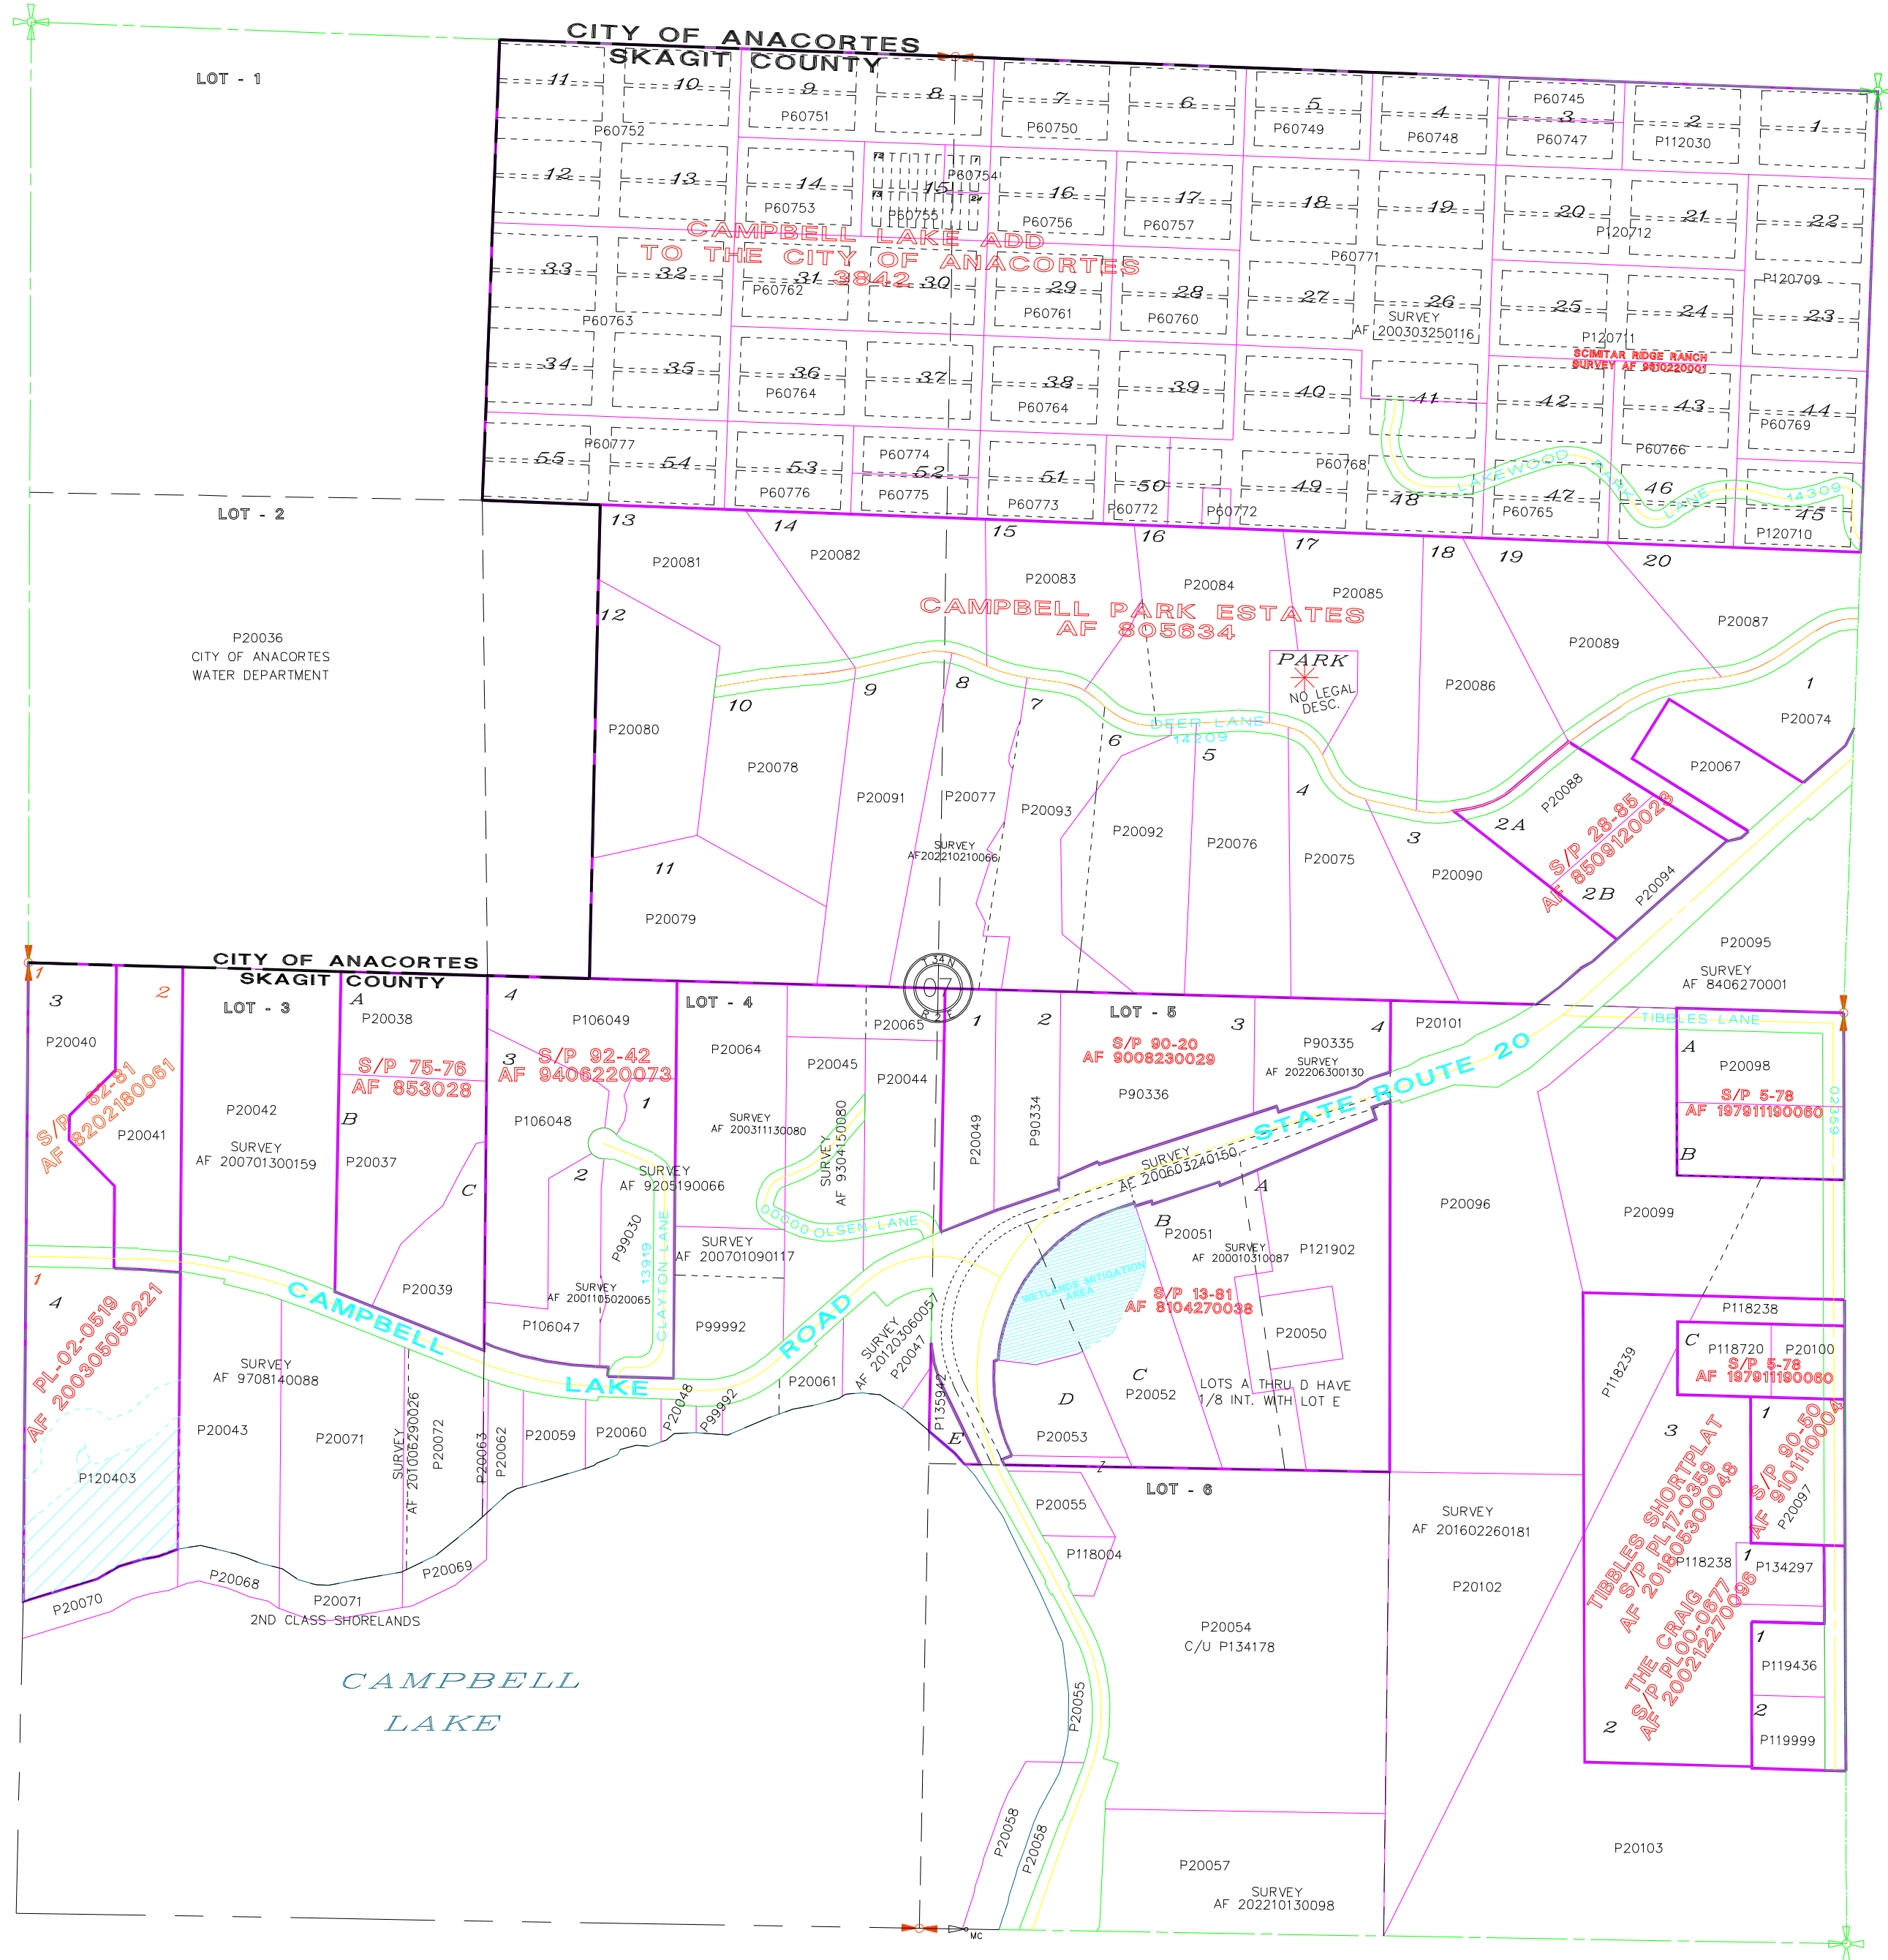 CITY OF ANACORTES
SKAGIT COUNTY
LOT - 1
11
10
9
8
7
6
5
4
3
2
1
P60752
P60751
P60750
P60749
P60748
P60745
P60747
P112030
12
13
14
15
16
17
18
19
20
21
22
P60753
P60754
P60755
P60756
P60757
P60771
P120712
P120709
CAMPBELL LAKE ADD
TO THE CITY OF ANACORTES
3842
33
32
31
30
29
28
27
26
25
24
23
P60763
P60762
P60761
P60760
SURVEY
AF 200303250116
P120711
SCIMITAR RIDGE RANCH
SURVEY AF 9810220001
34
35
36
37
38
39
40
41
42
43
44
P60764
P60764
P60766
P60769
P60777
55
54
53
52
51
50
49
48
47
46
45
P60774
P60776
P60775
P60773
P60772
P60772
P60768
P60765
P120710
LAKEWOOD PARK LANE 14309
LOT - 2
P20036
CITY OF ANACORTES
WATER DEPARTMENT
13
14
15
16
17
18
19
20
P20081
P20082
P20083
P20084
P20085
P20089
P20087
CAMPBELL PARK ESTATES
AF 805634
12
P20080
10
P20078
9
P20091
8
P20077
7
P20093
6
P20092
5
P20076
4
P20075
3
P20090
P20086
PARK
NO LEGAL
DESC.
DEER LANE
14209
1
P20074
P20067
P20088
2A
S/P 28-85
AF 8509120023
2B
P20094
11
P20079
SURVEY
AF202210210066
P20095
SURVEY
AF 8406270001
CITY OF ANACORTES
SKAGIT COUNTY
T 34 N
07
R 2 E
1
3
2
P20040
S/P 62-81
AF 8202180061
P20041
LOT - 3
P20042
SURVEY
AF 200701300159
A
P20038
S/P 75-76
AF 853028
B
P20037
C
P20039
4
P106049
3
S/P 92-42
AF 9406220073
P106048
1
2
P99030
SURVEY
AF 9205190066
SURVEY
AF 200110502065
P106047
CLAYTON LANE
13919
LOT - 4
P20064
P20065
P20045
P20044
SURVEY
AF 200311130080
SURVEY
AF 9304150080
00000 OLSEN LANE
SURVEY
AF 200701090117
P99992
1
2
LOT - 5
3
4
S/P 90-20
AF 9008230029
P90335
SURVEY
AF 202206300130
P90336
P20049
P90334
P20101
STATE ROUTE 20
SURVEY
AF 200603240150
TIBBLES LANE
02359
A
P20098
S/P 5-78
AF 197911190060
B
P20096
P20099
A
B
P20051
SURVEY
AF 200010310087
P121902
WETLANDS MITIGATION
AREA
S/P 13-81
AF 8104270038
P20050
C
P20052
LOTS A THRU D HAVE
1/8 INT. WITH LOT E
D
P20053
E
P135942
CAMPBELL LAKE ROAD
1
4
PL-02-0519
AF 200305050221
P120403
SURVEY
AF 9708140088
P20043
P20071
SURVEY
AF 201006290026
P20072
P20063
P20062
P20059
P20060
P20048
P99992
P20061
SURVEY
AF 201203060057
P20047
P20070
P20068
P20071
P20069
2ND CLASS SHORELANDS
CAMPBELL
LAKE
Z
LOT - 6
P20055
P118004
P20054
C/U P134178
P20055
P20058
P20058
P20057
SURVEY
AF 202210130098
MC
SURVEY
AF 201602260181
P20102
P20103
P118238
C
P118720
P20100
S/P 5-78
AF 197911190060
P118239
3
TIBBLES SHORTPLAT
S/P PL17-0359
AF 201805300048
1
S/P 90-50
AF 9101110004
P20097
P118238
1
P134297
THE CRAIG
S/P PL00-0677
AF 200212270096
1
P119436
2
P119999
2